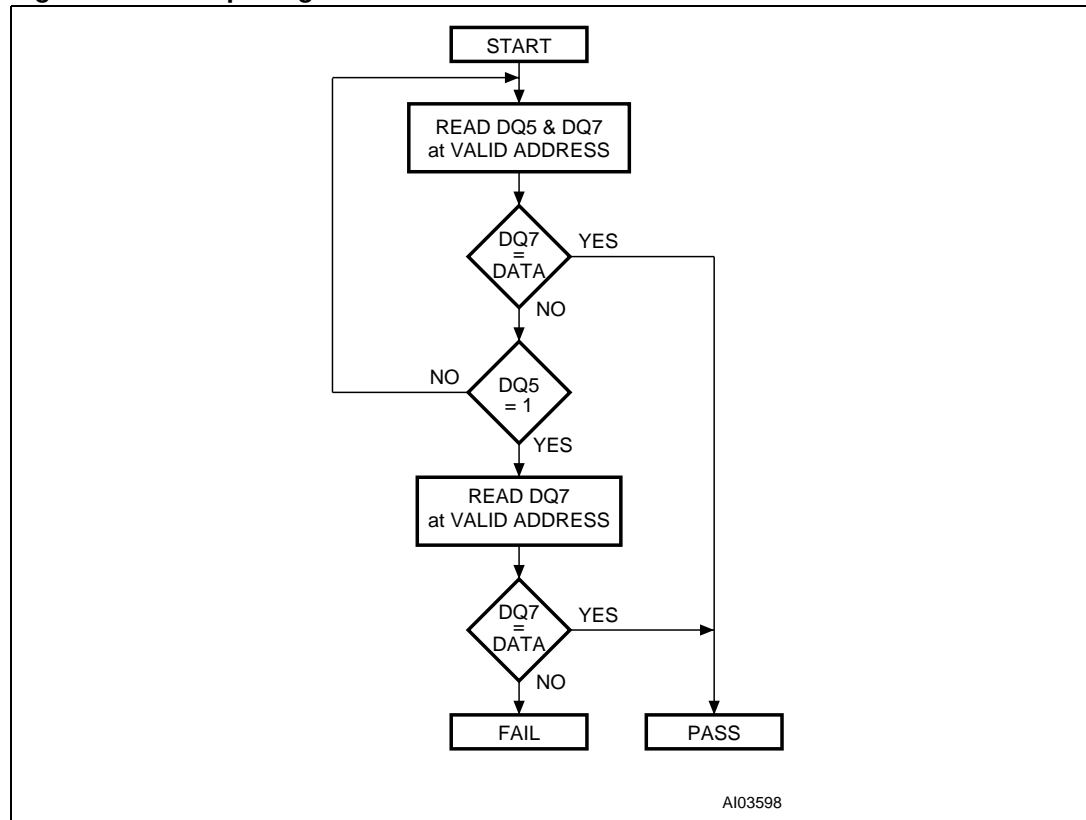 START
READ DQ5 & DQ7
at VALID ADDRESS
DQ7
=
DATA
YES
NO
DQ5
= 1
NO
YES
READ DQ7
at VALID ADDRESS
DQ7
=
DATA
YES
NO
FAIL
PASS
AI03598